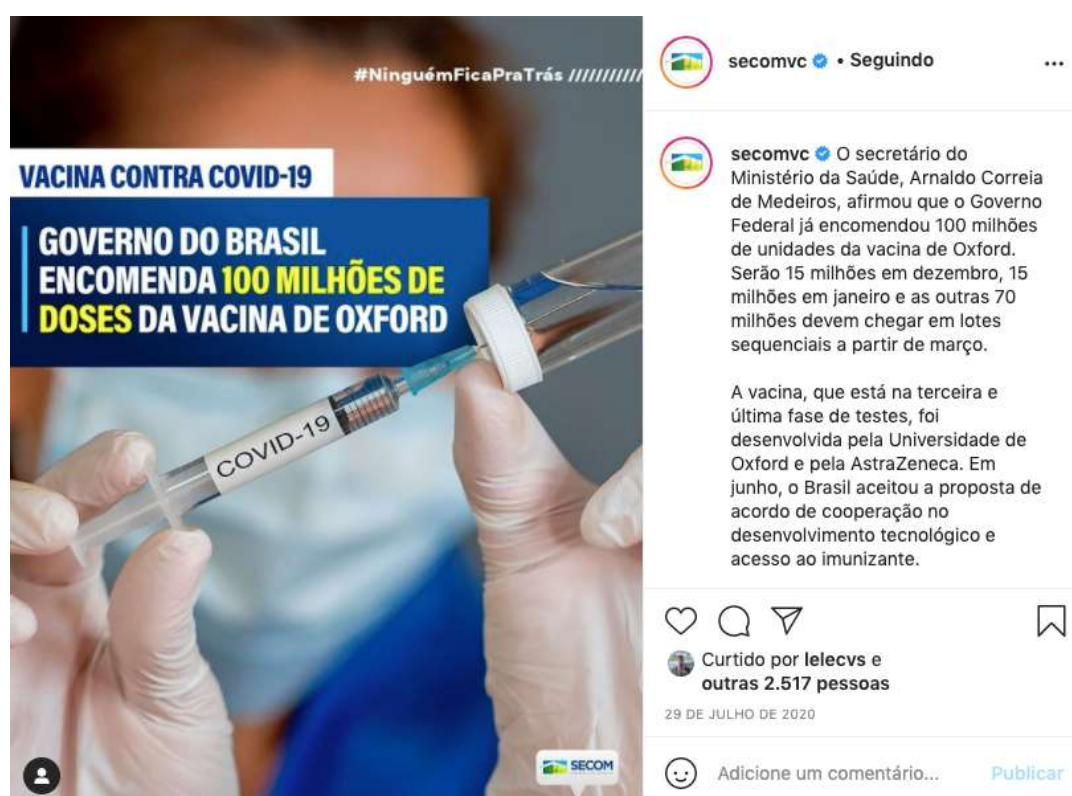 #NinguémFicaPraTrás ///////////
VACINA CONTRA COVID-19
GOVERNO DO BRASIL
ENCOMENDA 100 MILHÕES DE
DOSES DA VACINA DE OXFORD
COVID-19
SECOM
secomvc • Seguindo
secomvc O secretário do
Ministério da Saúde, Arnaldo Correia
de Medeiros, afirmou que o Governo
Federal já encomendou 100 milhões
de unidades da vacina de Oxford.
Serão 15 milhões em dezembro, 15
milhões em janeiro e as outras 70
milhões devem chegar em lotes
sequenciais a partir de março.
A vacina, que está na terceira e
última fase de testes, foi
desenvolvida pela Universidade de
Oxford e pela AstraZeneca. Em
junho, o Brasil aceitou a proposta de
acordo de cooperação no
desenvolvimento tecnológico e
acesso ao imunizante.
Curtido por lelecvs e
outras 2.517 pessoas
29 DE JULHO DE 2020
Adicione um comentário... Publicar